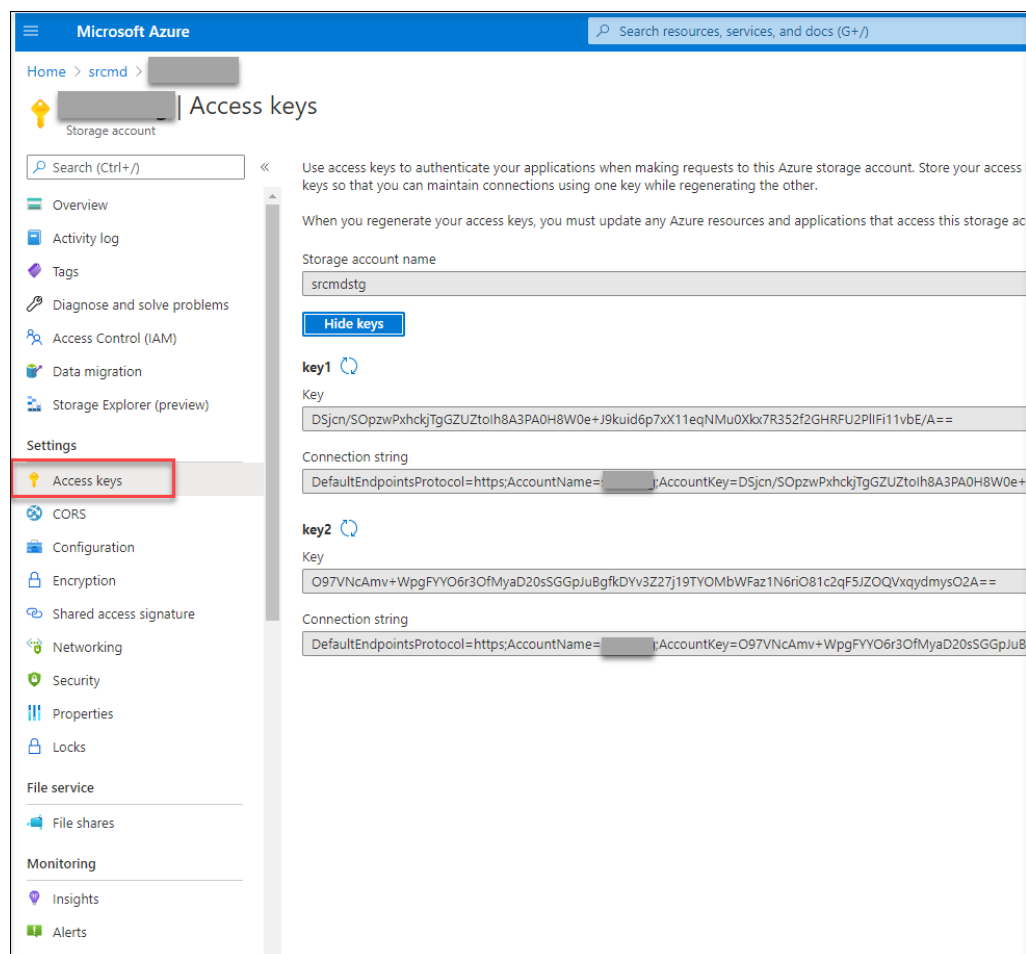 Microsoft Azure
Search resources, services, and docs (G+/)
Home > srcmd >
| Access keys
Storage account
Search (Ctrl+/)
«
Overview
Activity log
Tags
Diagnose and solve problems
Access Control (IAM)
Data migration
Storage Explorer (preview)
Settings
Access keys
CORS
Configuration
Encryption
Shared access signature
Networking
Security
Properties
Locks
File service
File shares
Monitoring
Insights
Alerts
Use access keys to authenticate your applications when making requests to this Azure storage account. Store your access
keys so that you can maintain connections using one key while regenerating the other.
When you regenerate your access keys, you must update any Azure resources and applications that access this storage ac
Storage account name
srcmdstg
Hide keys
key1
Key
DSjcn/SOpzwPxhckjTgGZUZtoIh8A3PA0H8W0e+J9kuid6p7xX11eqNMu0Xkx7R352f2GHRFU2PlIFi11vbE/A==
Connection string
DefaultEndpointsProtocol=https;AccountName=;AccountKey=DSjcn/SOpzwPxhckjTgGZUZtoIh8A3PA0H8W0e+
key2
Key
O97VNcAmv+WpgFYYO6r3OfMyaD20sSGGpJuBgfkDYv3Z27j19TYOMbWFaz1N6riO81c2qF5JZOQVxqydmysO2A==
Connection string
DefaultEndpointsProtocol=https;AccountName=;AccountKey=O97VNcAmv+WpgFYYO6r3OfMyaD20sSGGpJuB